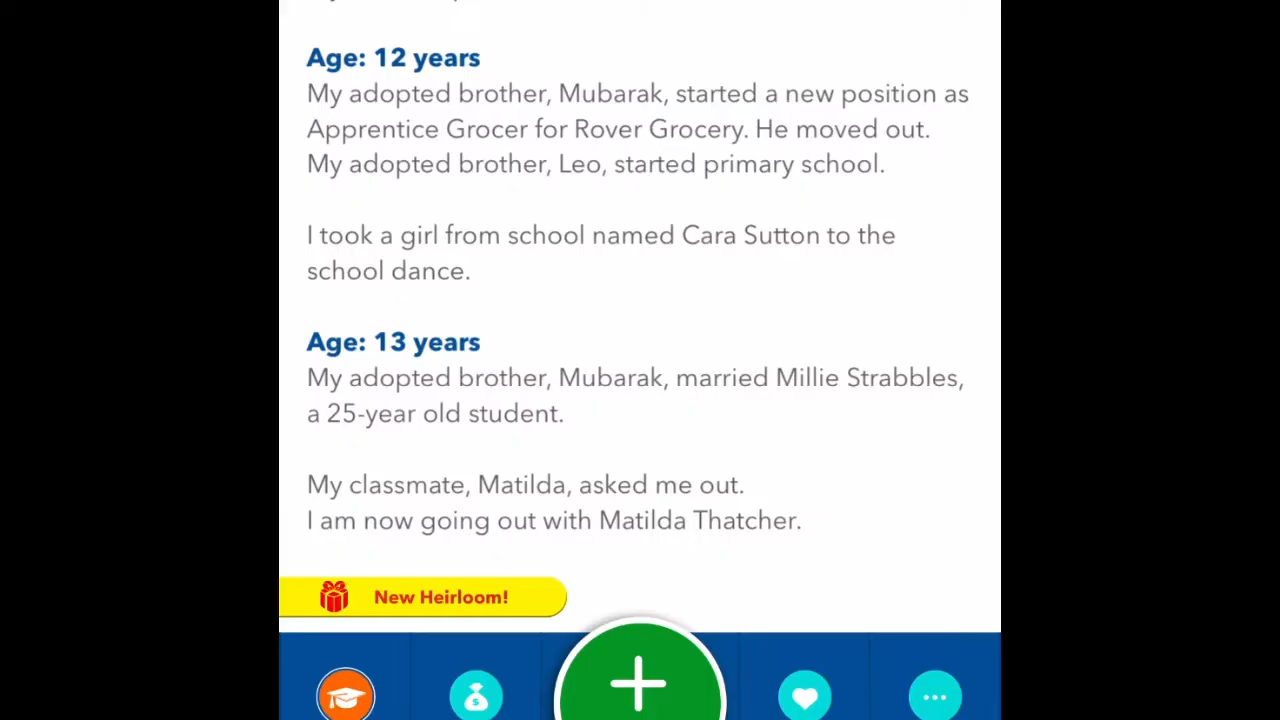 Age: 12 years
My adopted brother, Mubarak, started a new position as
Apprentice Grocer for Rover Grocery. He moved out.
My adopted brother, Leo, started primary school.
I took a girl from school named Cara Sutton to the
school dance.
Age: 13 years
My adopted brother, Mubarak, married Millie Strabbles,
a 25-year old student.
My classmate, Matilda, asked me out.
I am now going out with Matilda Thatcher.
New Heirloom!